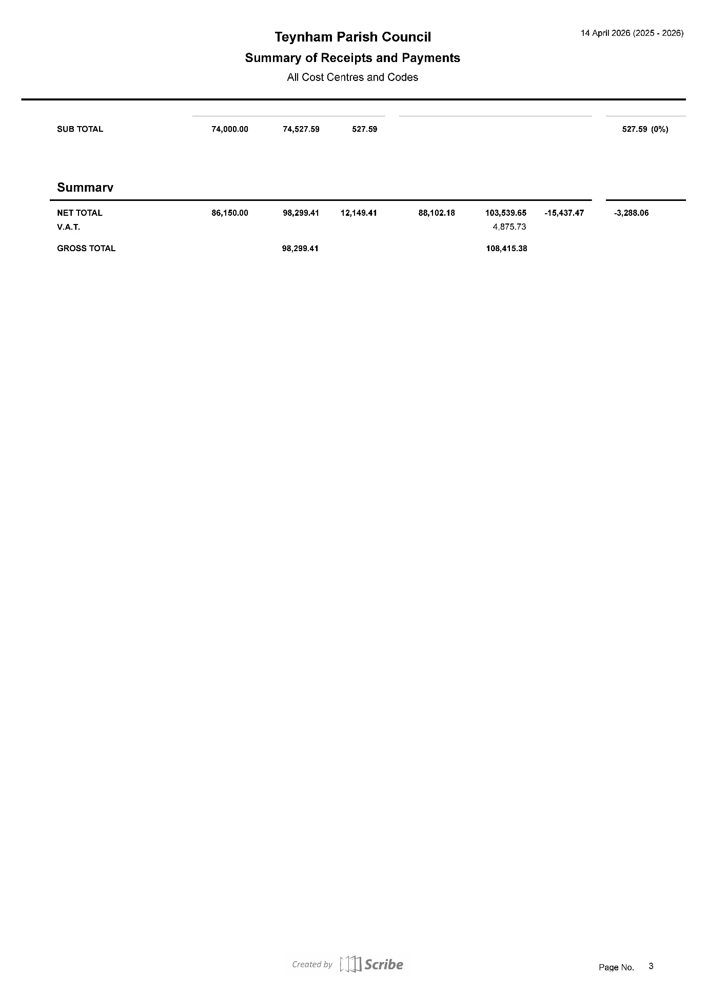 14 April 2026 (2025 - 2026)
Teynham Parish Council
Summary of Receipts and Payments
All Cost Centres and Codes
SUB TOTAL 74,000.00 74,527.59 527.59 527.59 (0%)
Summary
NET TOTAL 86,150.00 98,299.41 12,149.41 88,102.18 103,539.65 -15,437.47 -3,288.06
V.A.T. 4,875.73
GROSS TOTAL 98,299.41 108,415.38
Created by Scribe
Page No. 3